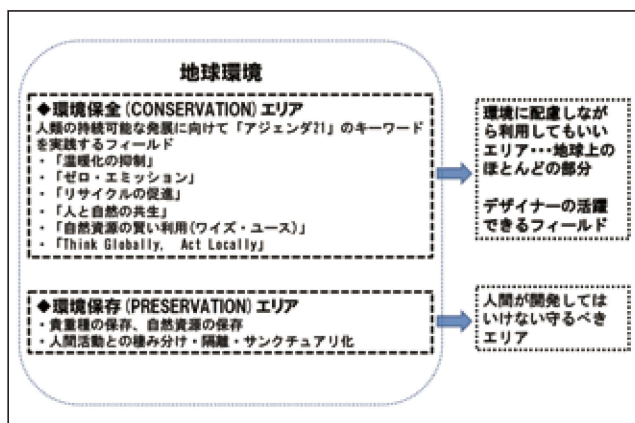 地球環境
◆環境保全(CONSERVATION)エリア
人類の持続可能な発展に向けて「アジェンダ21」のキーワード
を実践するフィールド
・「温暖化の抑制」
・「ゼロ・エミッション」
・「リサイクルの促進」
・「人と自然の共生」
・「自然資源の賢い利用(ワイズ・ユース)」
・「Think Globally, Act Locally」
環境に配慮しなが
ら利用してもいい
エリア・・・地球上の
ほとんどの部分
デザイナーの活躍
できるフィールド
◆環境保存(PRESERVATION)エリア
・貴重種の保存、自然資源の保存
・人間活動との棲み分け・隔離・サンクチュアリ化
人間が開発しては
いけない守るべき
エリア